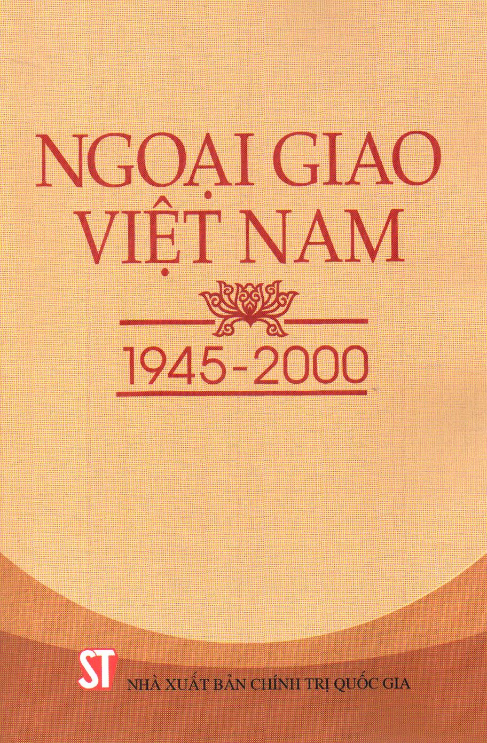 NGOẠI GIAO
VIỆT NAM
1945-2000
ST
NHÀ XUẤT BẢN CHÍNH TRỊ QUỐC GIA